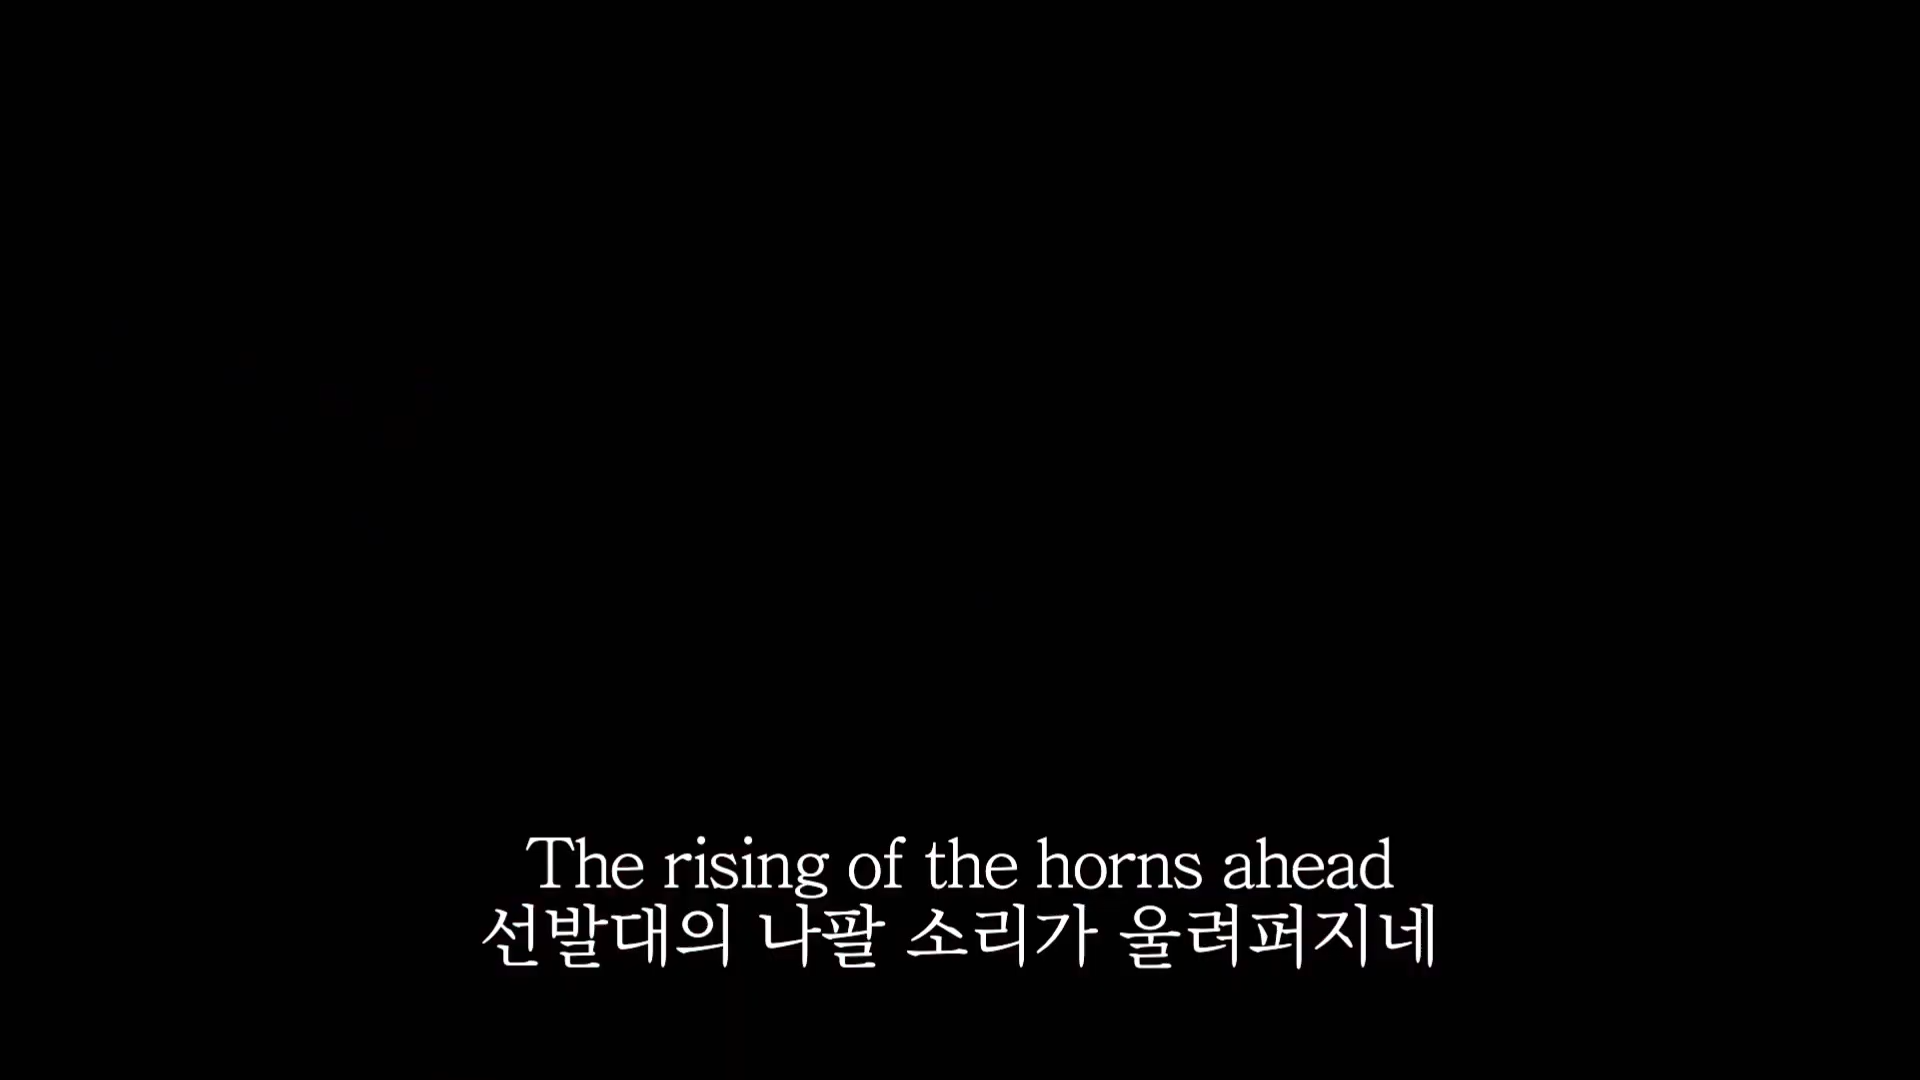 The rising of the horns ahead
선발대의 나팔 소리가 울려퍼지네